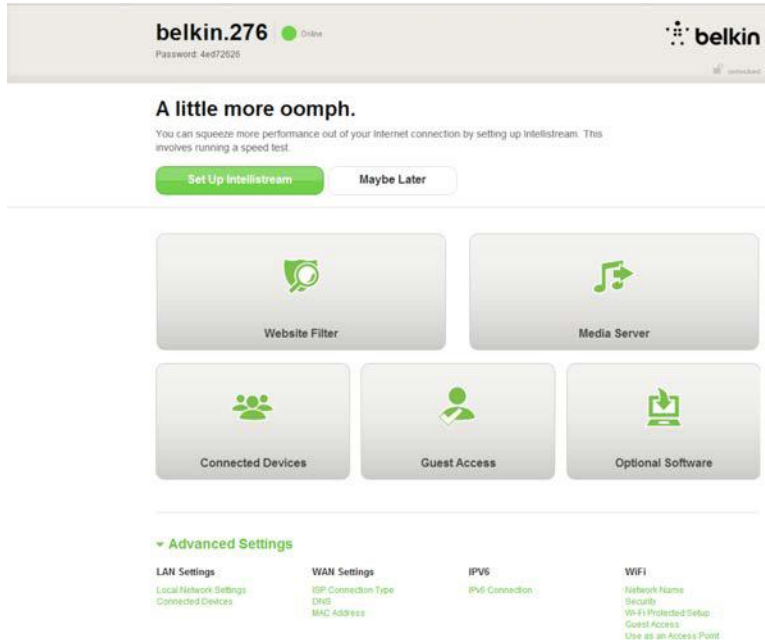 belkin.276
Online
belkin
Password: 4ed72626
unlocked
A little more oomph.
You can squeeze more performance out of your Internet connection by setting up Intellistream. This
involves running a speed test.
Set Up Intellistream
Maybe Later
Website Filter
Media Server
Connected Devices
Guest Access
Optional Software
Advanced Settings
LAN Settings
Local Network Settings
Connected Devices
WAN Settings
ISP Connection Type
DNS
MAC Address
IPV6
IPv6 Connection
WiFi
Network Name
Security
Wi-Fi Protected Setup
Guest Access
Use as an Access Point